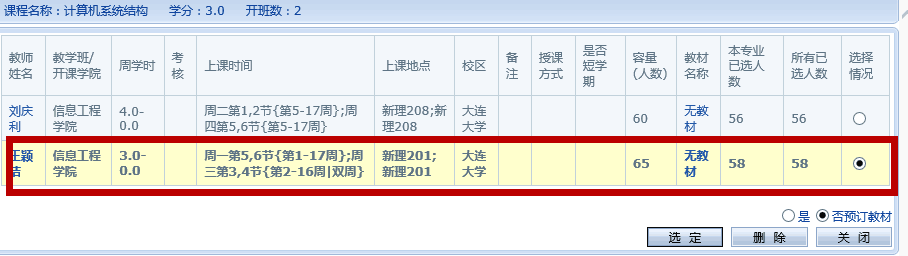 课程名称：计算机系统结构 学分：3.0 开班数：2
教师姓名 教学班/开课学院 周学时 考核 上课时间 上课地点 校区 备注 授课方式 是否短学期 容量(人数) 教材名称 本专业已选人数 所有已选人数 选择情况
刘庆利 信息工程学院 4.0-0.0 周二第1,2节{第5-17周};周四第5,6节{第5-17周} 新理208;新理208 大连大学 60 无教材 56 56
王颖洁 信息工程学院 3.0-0.0 周一第5,6节{第1-17周};周三第3,4节{第2-16周|双周} 新理201;新理201 大连大学 65 无教材 58 58
是 否预订教材
选 定 删 除 关 闭